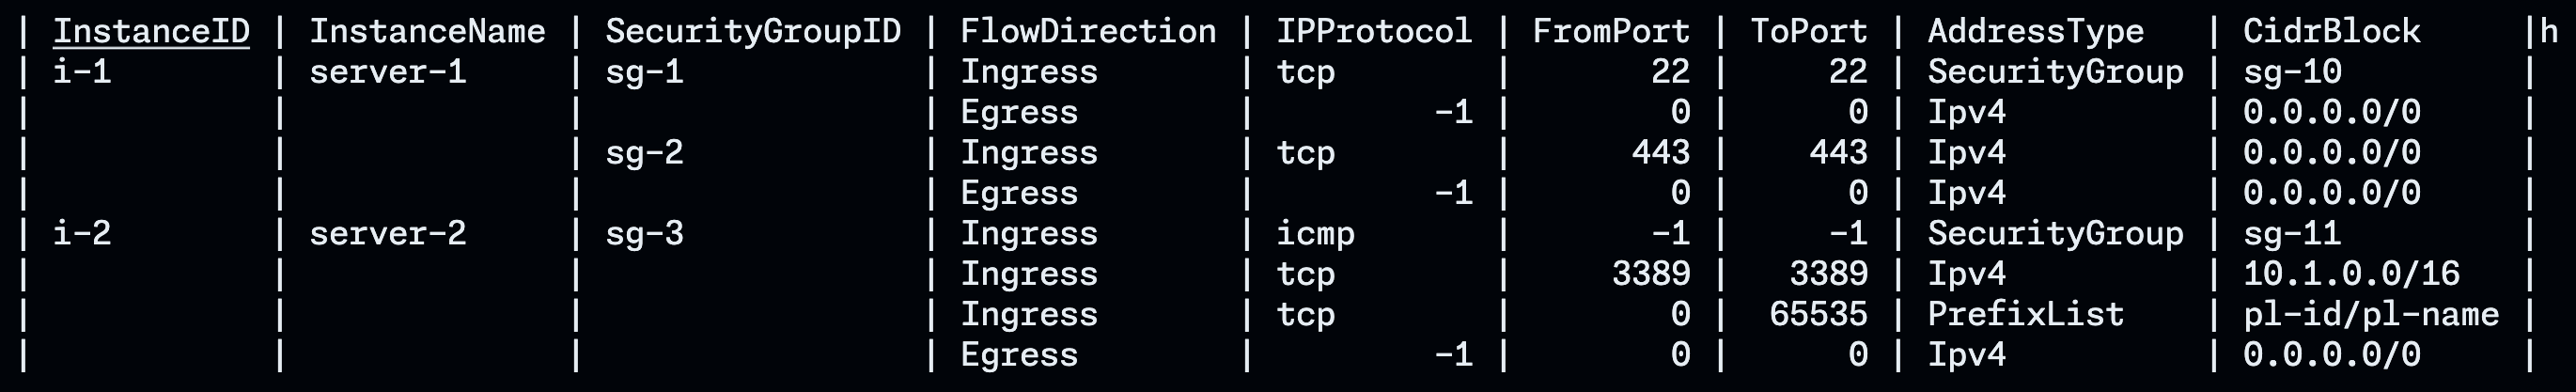 | InstanceID | InstanceName | SecurityGroupID | FlowDirection | IPProtocol | FromPort | ToPort | AddressType   | CidrBlock     |h
| i-1        | server-1     | sg-1            | Ingress       | tcp        |       22 |     22 | SecurityGroup | sg-10         |
|            |              |                 | Egress        |         -1 |        0 |      0 | Ipv4          | 0.0.0.0/0     |
|            |              | sg-2            | Ingress       | tcp        |      443 |    443 | Ipv4          | 0.0.0.0/0     |
|            |              |                 | Egress        |         -1 |        0 |      0 | Ipv4          | 0.0.0.0/0     |
| i-2        | server-2     | sg-3            | Ingress       | icmp       |       -1 |     -1 | SecurityGroup | sg-11         |
|            |              |                 | Ingress       | tcp        |     3389 |   3389 | Ipv4          | 10.1.0.0/16   |
|            |              |                 | Ingress       | tcp        |        0 |  65535 | PrefixList    | pl-id/pl-name |
|            |              |                 | Egress        |         -1 |        0 |      0 | Ipv4          | 0.0.0.0/0     |